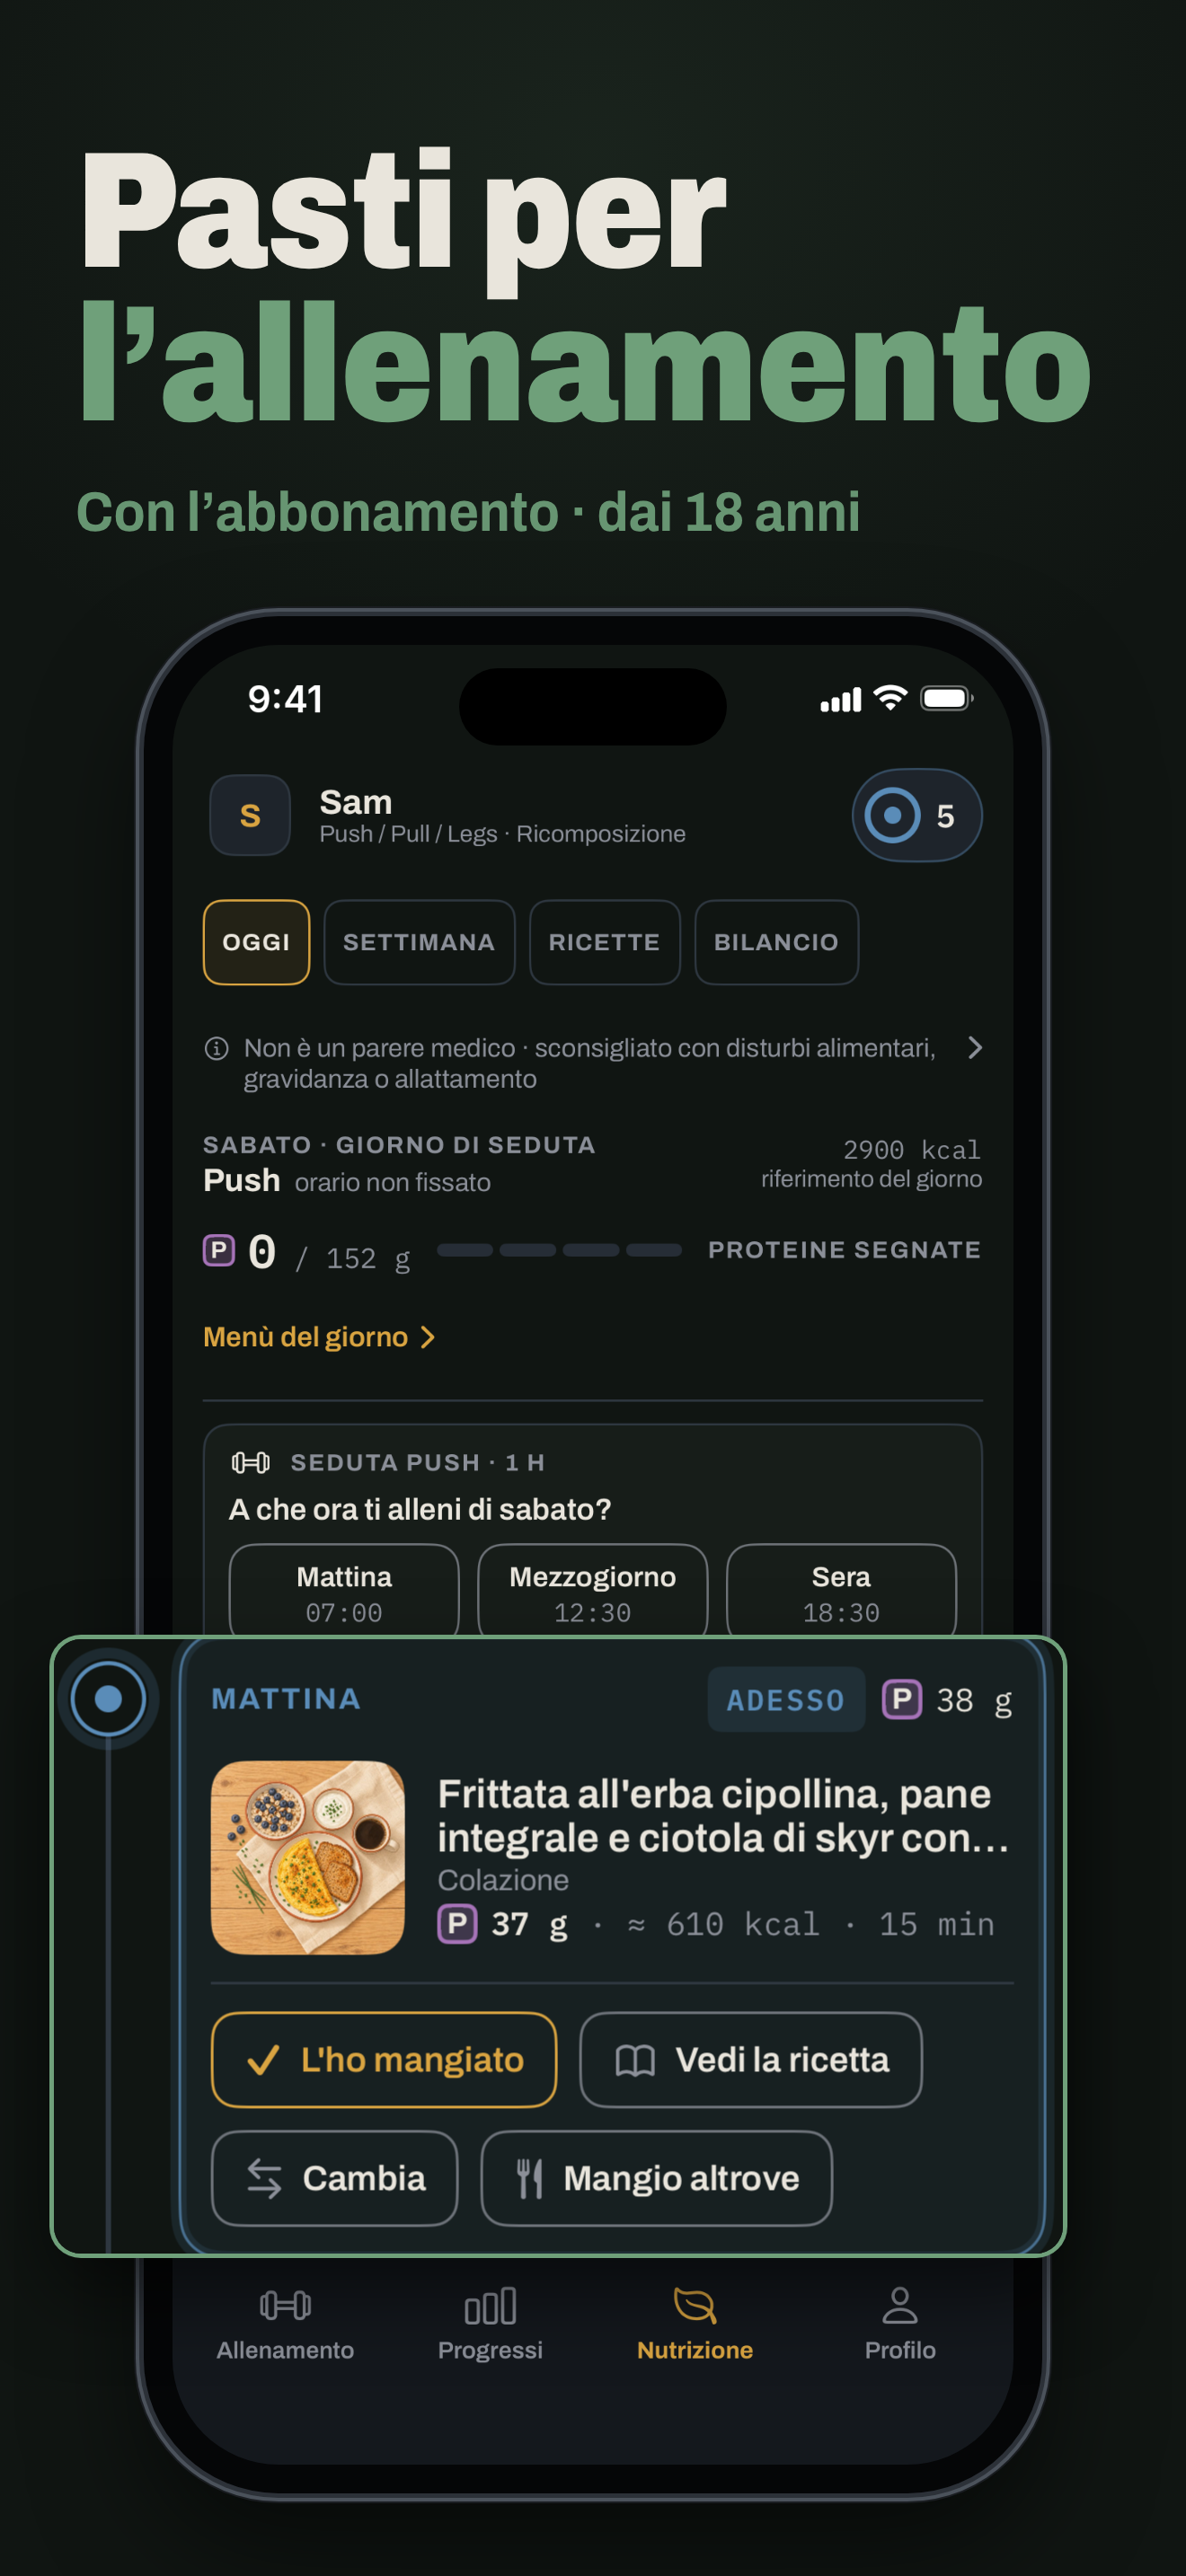 Pasti per
l’allenamento
Con l’abbonamento · dai 18 anni
9:41
S
Sam
Push / Pull / Legs · Ricomposizione
5
OGGI
SETTIMANA
RICETTE
BILANCIO
Non è un parere medico · sconsigliato con disturbi alimentari,
gravidanza o allattamento
SABATO · GIORNO DI SEDUTA
2900 kcal
Push orario non fissato
riferimento del giorno
P 0 / 152 g
PROTEINE SEGNATE
Menù del giorno
SEDUTA PUSH · 1 H
A che ora ti alleni di sabato?
Mattina
07:00
Mezzogiorno
12:30
Sera
18:30
MATTINA
ADESSO
P 38 g
Frittata all'erba cipollina, pane
integrale e ciotola di skyr con...
Colazione
P 37 g · ≈ 610 kcal · 15 min
L'ho mangiato
Vedi la ricetta
Cambia
Mangio altrove
Allenamento
Progressi
Nutrizione
Profilo